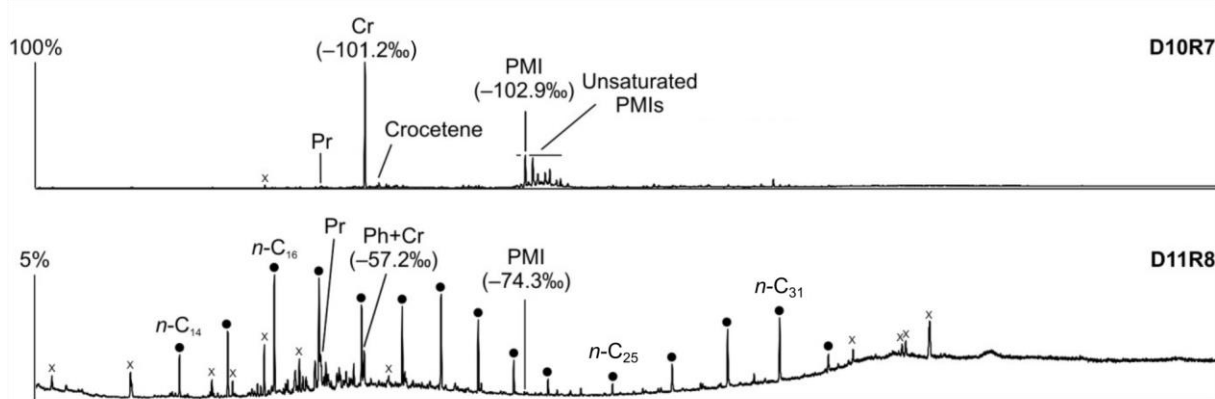 Cr
(–101.2‰)
100%
D10R7
PMI
(–102.9‰)
Unsaturated
PMIs
Pr
Crocetene
x
5%
D11R8
n-C₁₆
Pr
Ph+Cr
(–57.2‰)
PMI
(–74.3‰)
n-C₃₁
n-C₁₄
n-C₂₅
x
x
x
x
x
x
x
x
x
x
x